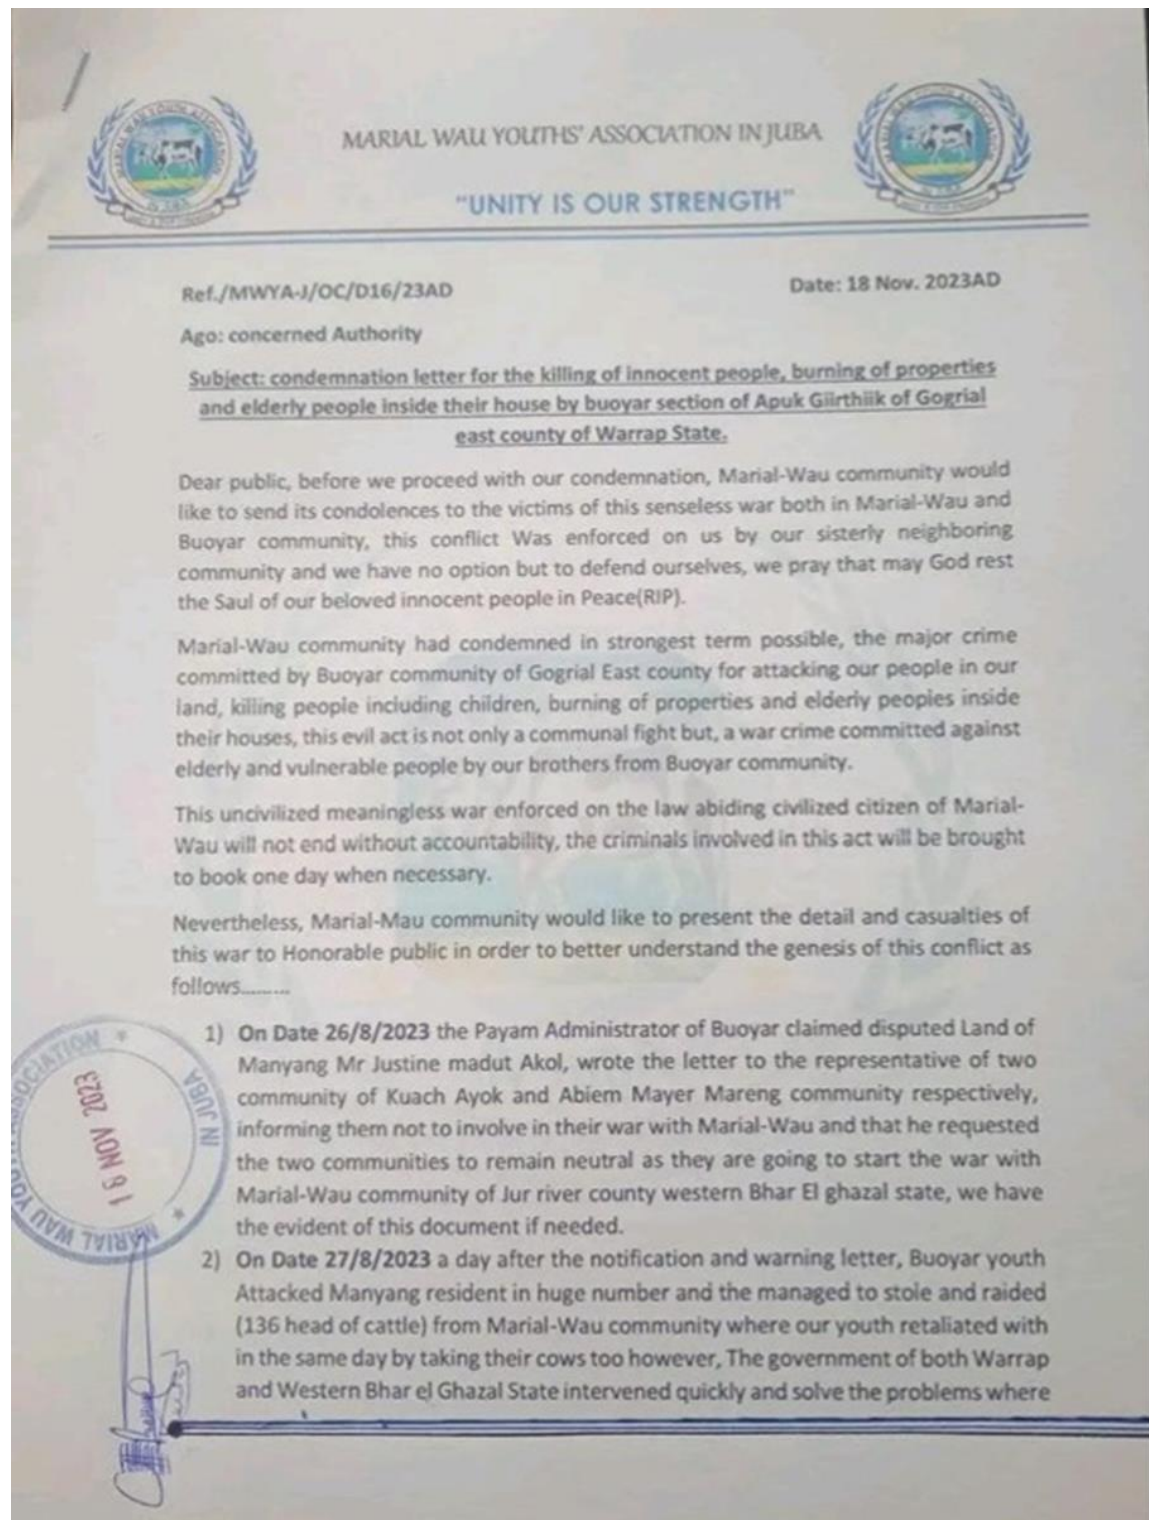 MARIAL WAU YOUTHS' ASSOCIATION IN JUBA
"UNITY IS OUR STRENGTH"
Ref./MWYA-J/OC/D16/23AD
Date: 18 Nov. 2023AD
Ago: concerned Authority
Subject: condemnation letter for the killing of innocent people, burning of properties
and elderly people inside their house by buoyar section of Apuk Giirthiik of Gogrial
east county of Warrap State.
Dear public, before we proceed with our condemnation, Marial-Wau community would
like to send its condolences to the victims of this senseless war both in Marial-Wau and
Buoyar community, this conflict Was enforced on us by our sisterly neighboring
community and we have no option but to defend ourselves, we pray that may God rest
the Saul of our beloved innocent people in Peace(RIP).
Marial-Wau community had condemned in strongest term possible, the major crime
committed by Buoyar community of Gogrial East county for attacking our people in our
land, killing people including children, burning of properties and elderly peoples inside
their houses, this evil act is not only a communal fight but, a war crime committed against
elderly and vulnerable people by our brothers from Buoyar community.
This uncivilized meaningless war enforced on the law abiding civilized citizen of Marial-
Wau will not end without accountability, the criminals involved in this act will be brought
to book one day when necessary.
Nevertheless, Marial-Mau community would like to present the detail and casualties of
this war to Honorable public in order to better understand the genesis of this conflict as
follows.........
1) On Date 26/8/2023 the Payam Administrator of Buoyar claimed disputed Land of
Manyang Mr Justine madut Akol, wrote the letter to the representative of two
community of Kuach Ayok and Abiem Mayer Mareng community respectively,
informing them not to involve in their war with Marial-Wau and that he requested
the two communities to remain neutral as they are going to start the war with
Marial-Wau community of Jur river county western Bhar El ghazal state, we have
the evident of this document if needed.
2) On Date 27/8/2023 a day after the notification and warning letter, Buoyar youth
Attacked Manyang resident in huge number and the managed to stole and raided
(136 head of cattle) from Marial-Wau community where our youth retaliated with
in the same day by taking their cows too however, The government of both Warrap
and Western Bhar el Ghazal State intervened quickly and solve the problems where
MARIAL WAU YOUTH ASSOCIATION
IN JUBA
18 NOV 2023